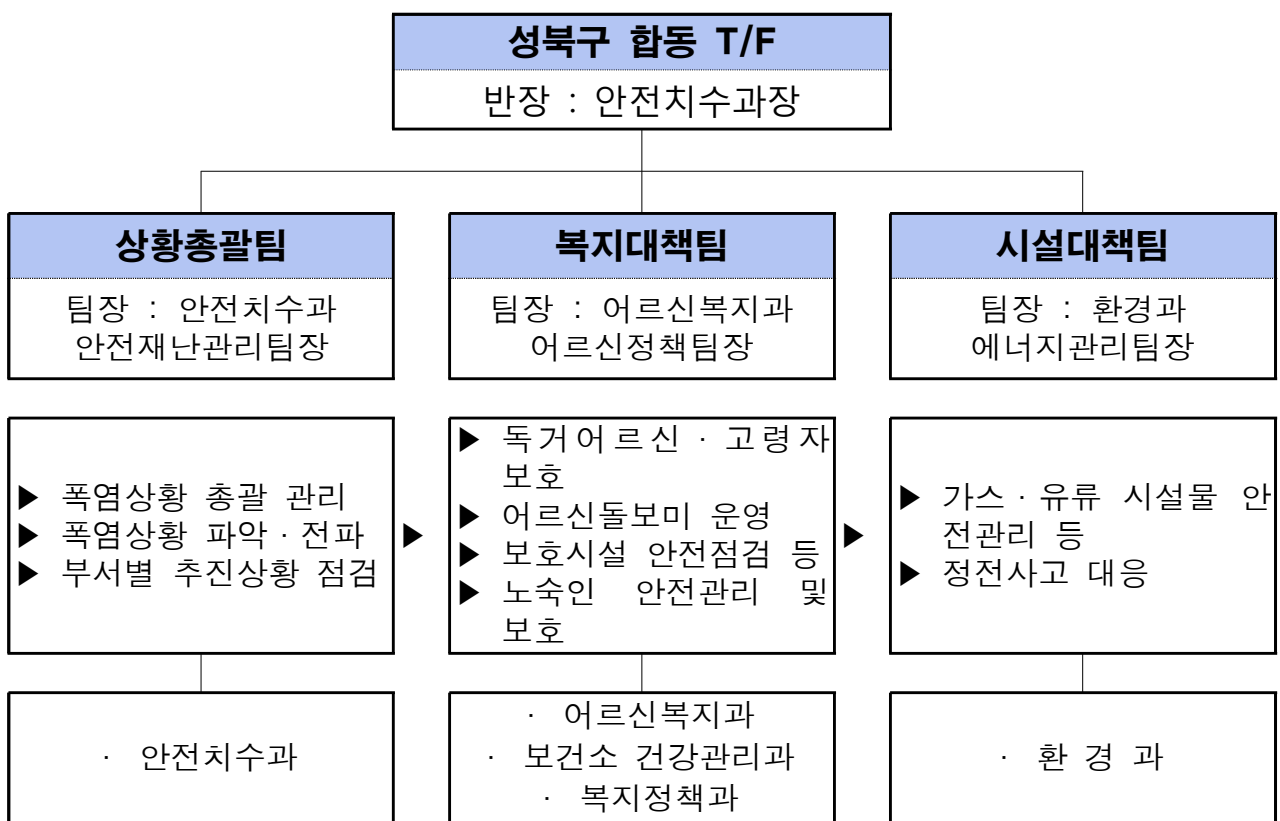 성북구 합동 T/F
반장 : 안전치수과장
상황총괄팀
팀장 : 안전치수과
안전재난관리팀장
복지대책팀
팀장 : 어르신복지과
어르신정책팀장
시설대책팀
팀장 : 환경과
에너지관리팀장
▶ 폭염상황 총괄 관리
▶ 폭염상황 파악·전파
▶ 부서별 추진상황 점검
▶
▶ 독거어르신·고령자
보호
▶ 어르신돌보미 운영
▶ 보호시설 안전점검 등
▶ 노숙인 안전관리 및
보호
▶
▶ 가스·유류 시설물 안
전관리 등
▶ 정전사고 대응
· 안전치수과
· 어르신복지과
· 보건소 건강관리과
· 복지정책과
· 환 경 과